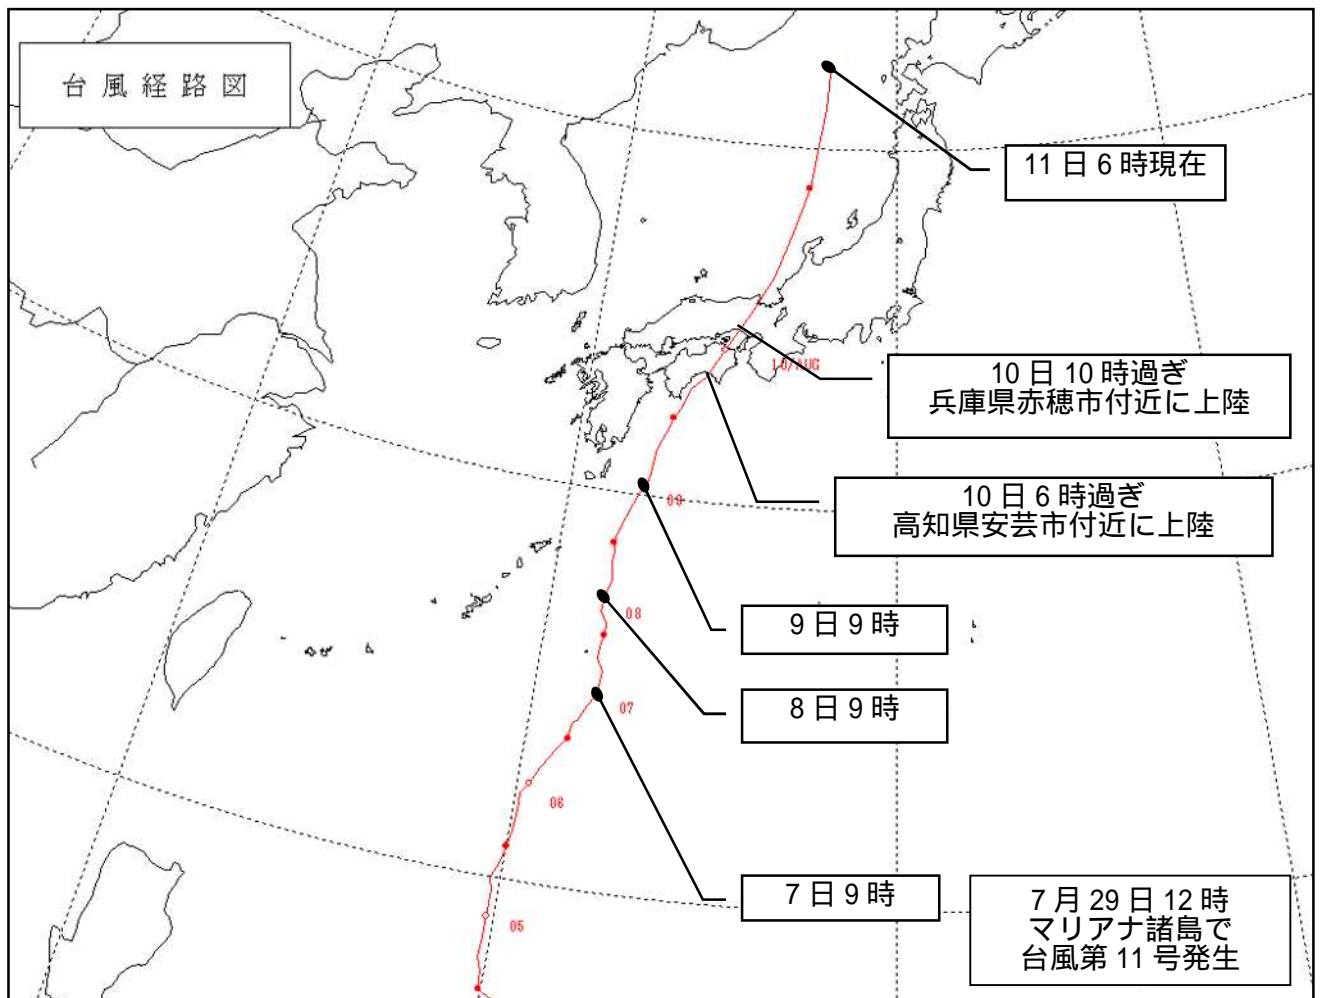 台風経路図
11日6時現在
10/AUG
10日10時過ぎ
兵庫県赤穂市付近に上陸
10日6時過ぎ
高知県安芸市付近に上陸
09
9日9時
08
8日9時
07
06
7日9時
7月29日12時
マリアナ諸島で
台風第11号発生
05